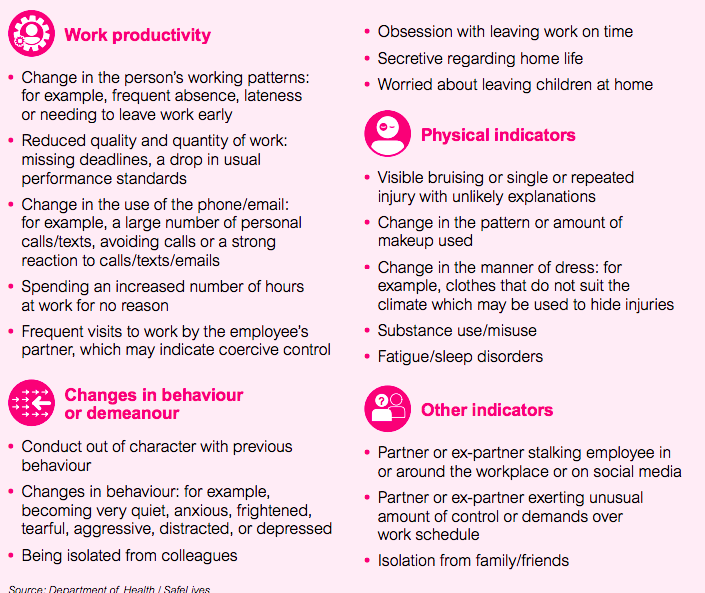 Work productivity
• Change in the person's working patterns:
for example, frequent absence, lateness
or needing to leave work early
• Reduced quality and quantity of work:
missing deadlines, a drop in usual
performance standards
• Change in the use of the phone/email:
for example, a large number of personal
calls/texts, avoiding calls or a strong
reaction to calls/texts/emails
• Spending an increased number of hours
at work for no reason
• Frequent visits to work by the employee's
partner, which may indicate coercive control
Changes in behaviour
or demeanour
• Conduct out of character with previous
behaviour
• Changes in behaviour: for example,
becoming very quiet, anxious, frightened,
tearful, aggressive, distracted, or depressed
• Being isolated from colleagues
Source: Department of Health / SafeLives
• Obsession with leaving work on time
• Secretive regarding home life
• Worried about leaving children at home
Physical indicators
• Visible bruising or single or repeated
injury with unlikely explanations
• Change in the pattern or amount of
makeup used
• Change in the manner of dress: for
example, clothes that do not suit the
climate which may be used to hide injuries
• Substance use/misuse
• Fatigue/sleep disorders
?
Other indicators
• Partner or ex-partner stalking employee in
or around the workplace or on social media
• Partner or ex-partner exerting unusual
amount of control or demands over
work schedule
• Isolation from family/friends